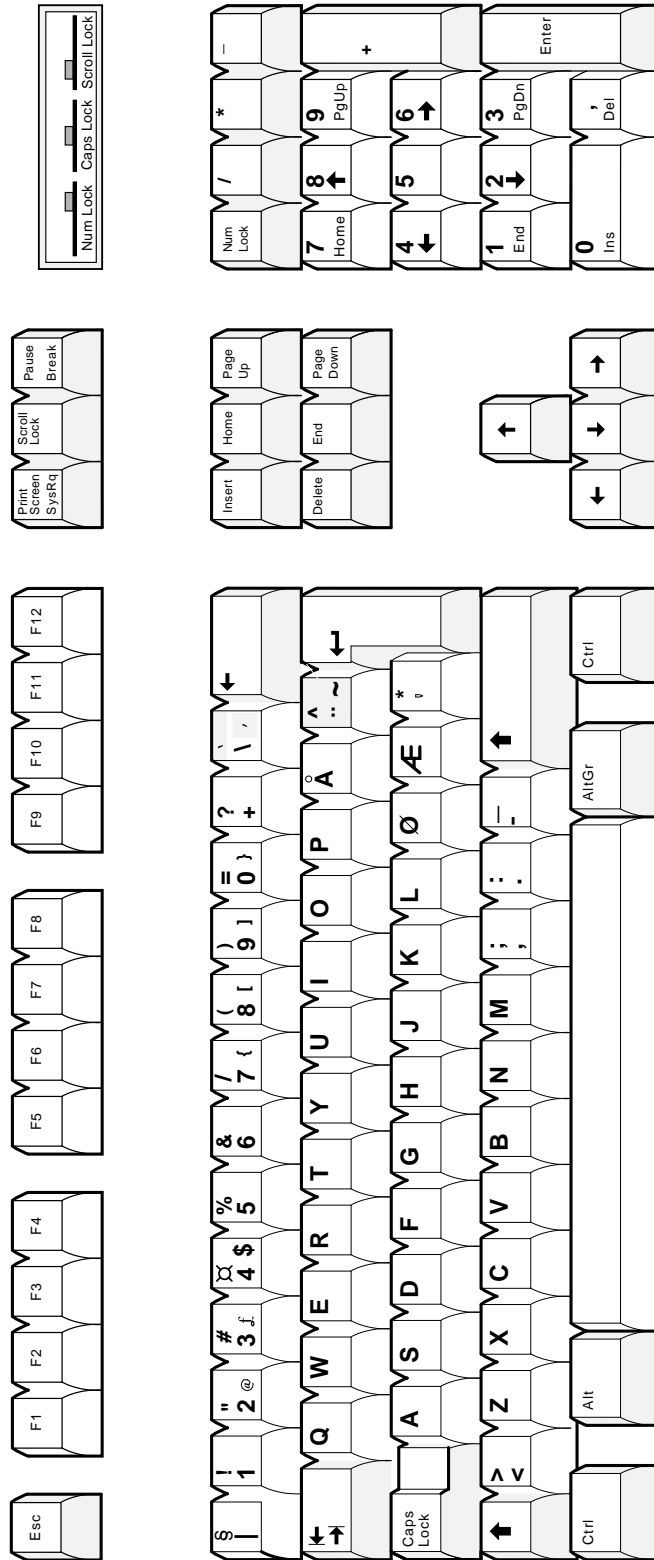 Esc F1 F2 F3 F4 F5 F6 F7 F8 F9 F10 F11 F12
Print Scroll Pause
Screen Lock Break
SysRq
Num Lock Caps Lock Scroll Lock
§ ! " # ¤ % & / ( ) = ? `
| 1 2 @ 3 £ 4 $ 5 6 7 { 8 [ 9 ] 0 } + \ ´ ←
Insert Home Page
Up
Num / * −
Lock
Q W E R T Y U I O P Å ^
¨ ~ ↵
Delete End Page
Down
7 8 9 +
Home ↑ PgUp
Caps A S D F G H J K L Ø Æ *
Lock '
4 5 6
← →
⬆ > Z X C V B N M ; : _ ⬆
< , . -
↑
1 2 3 Enter
End ↓ PgDn
Ctrl Alt AltGr Ctrl
← ↓ →
0 ,
Ins Del